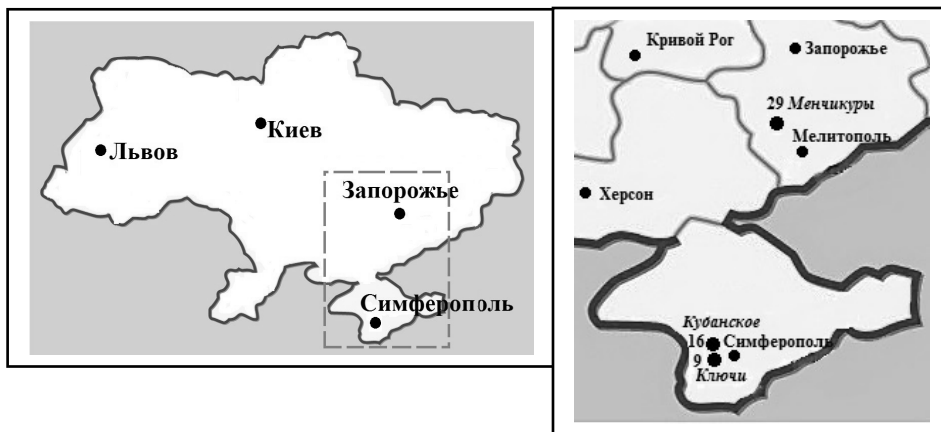 Киев
Львов
Запорожье
Симферополь
Кривой Рог
Запорожье
29 Менчикуры
Мелитополь
Херсон
Кубанское
16 Симферополь
9
Ключи